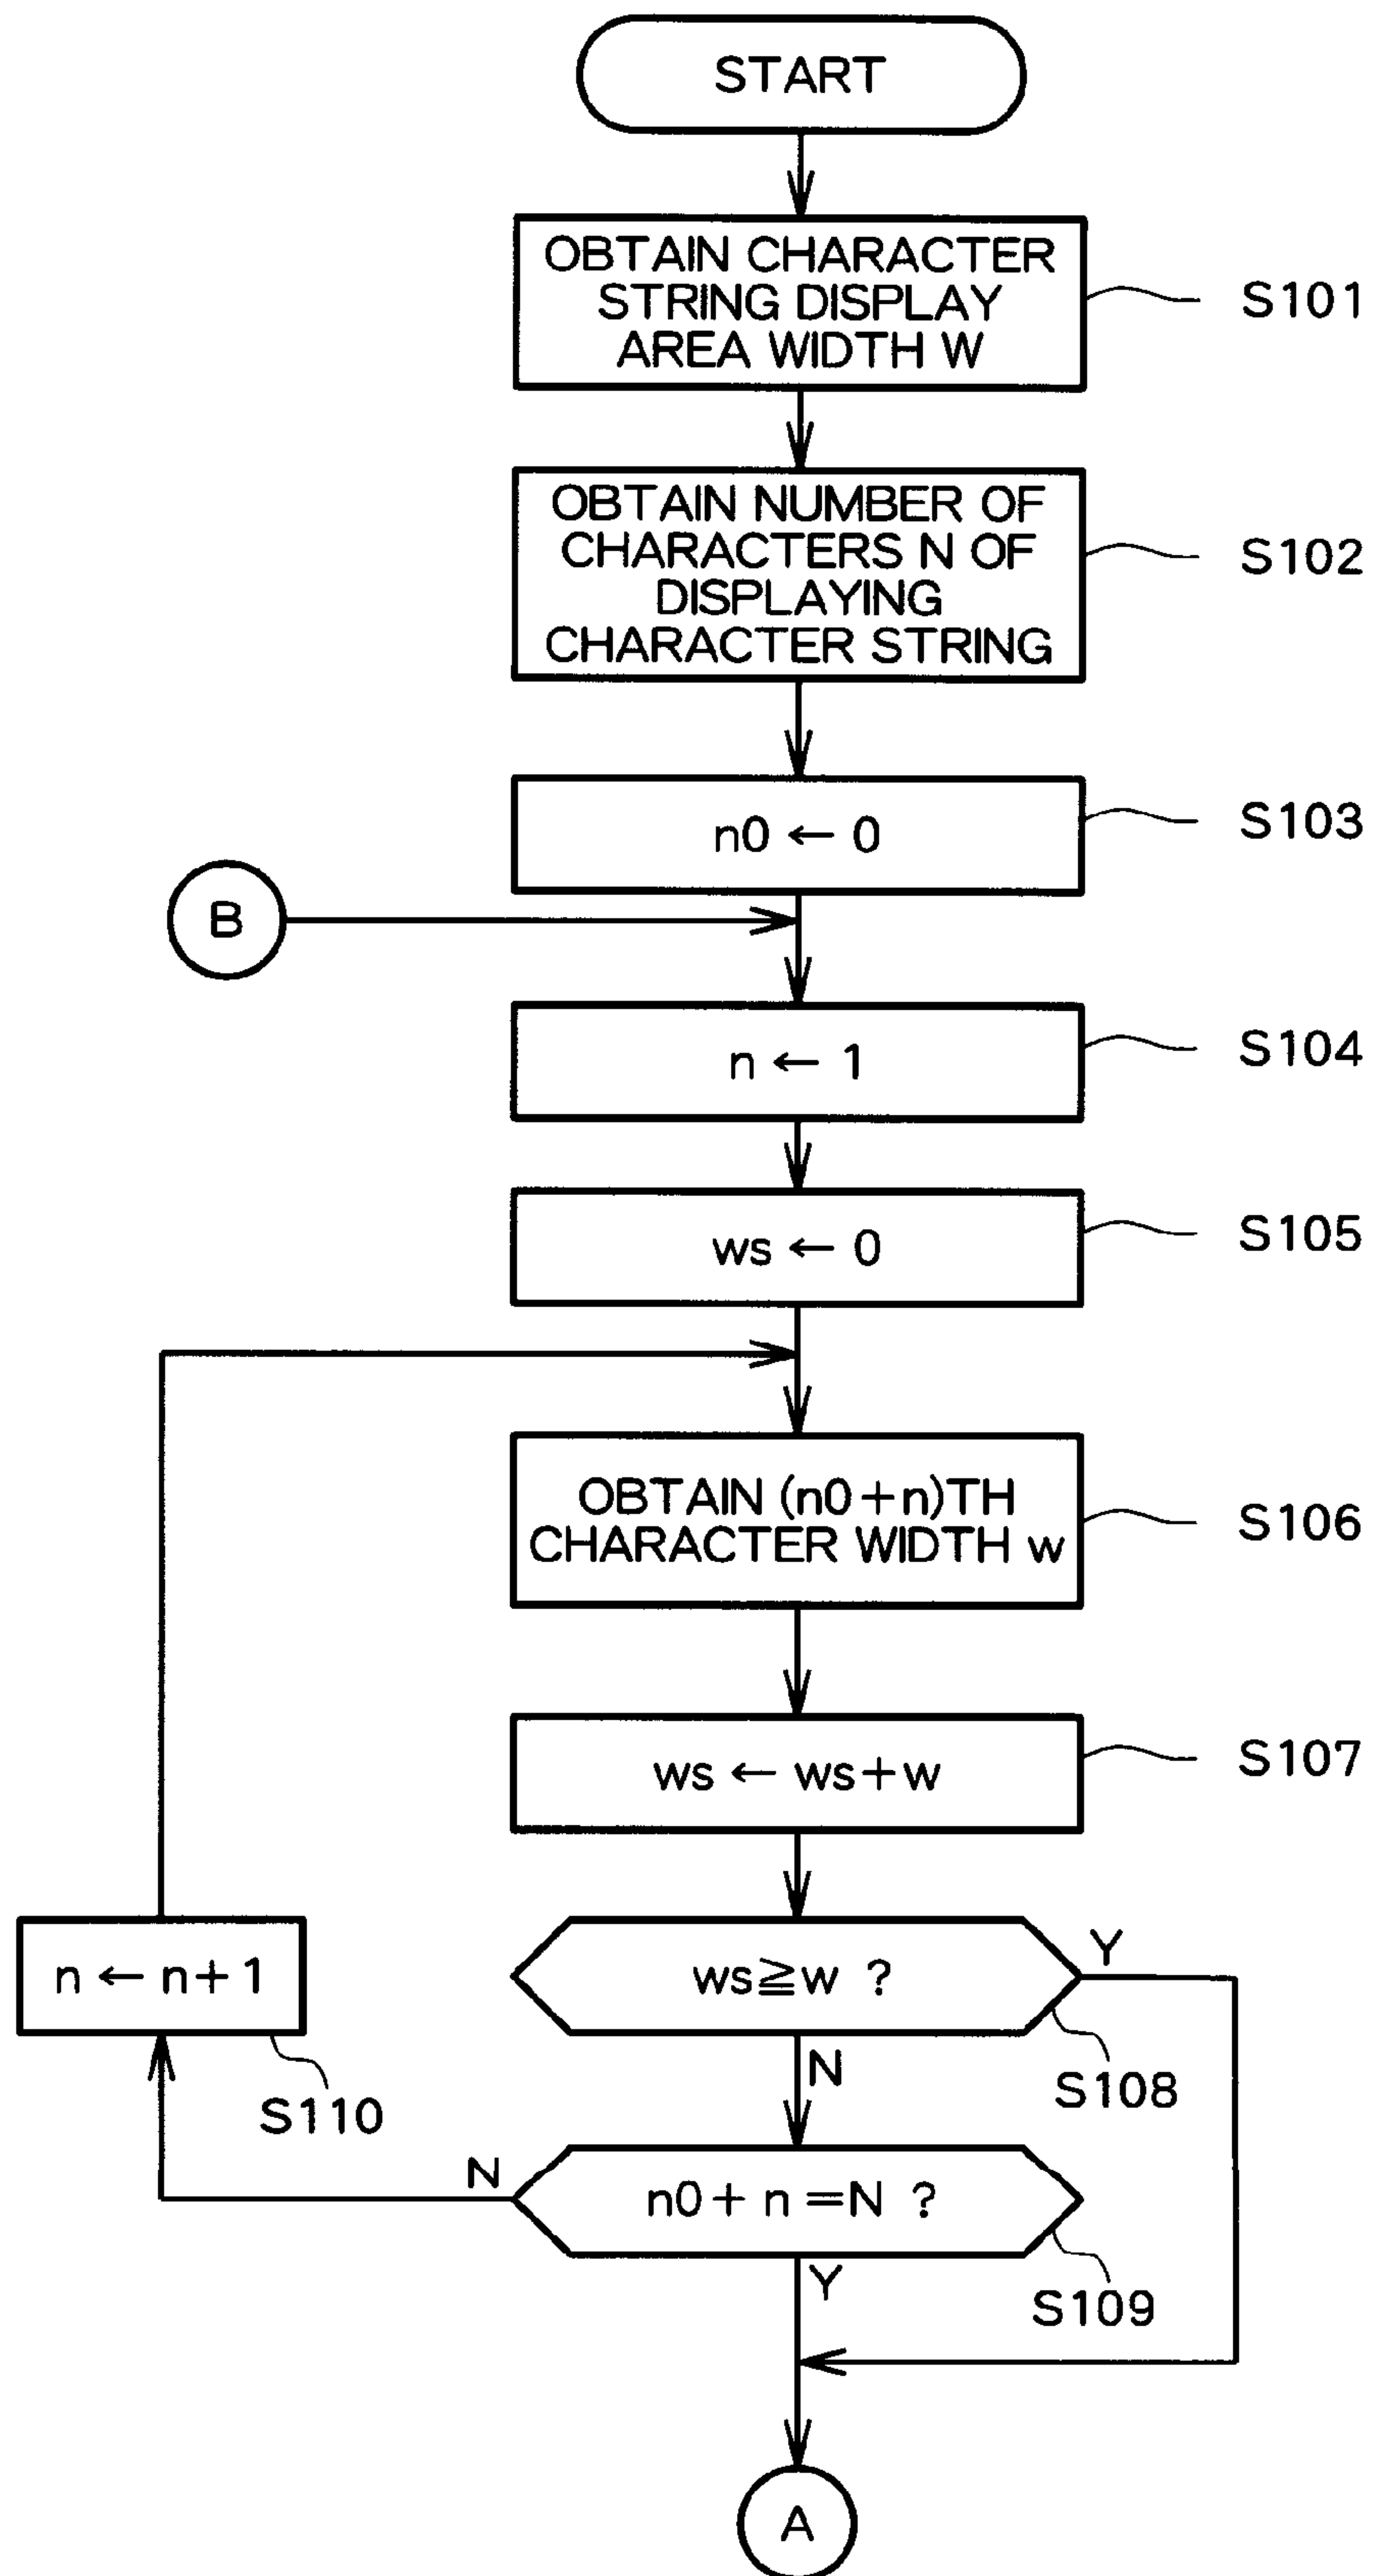 START
OBTAIN CHARACTER
STRING DISPLAY
AREA WIDTH W
S101
OBTAIN NUMBER OF
CHARACTERS N OF
DISPLAYING
CHARACTER STRING
S102
n0 ← 0
S103
B
n ← 1
S104
ws ← 0
S105
OBTAIN (n0+n)TH
CHARACTER WIDTH w
S106
ws ← ws+w
S107
ws≧w ?
Y
S108
N
n ← n+1
S110
n0+n=N ?
N
S109
Y
A